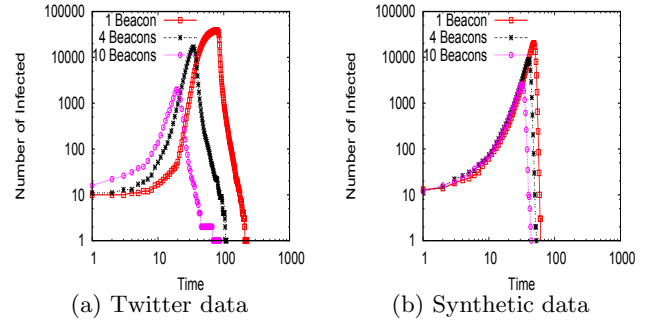 1 Beacon
4 Beacons
10 Beacons
Number of Infected
100000
10000
1000
100
10
1
1 10 100 1000
Time
(a) Twitter data
1 Beacon
4 Beacons
10 Beacons
Number of Infected
100000
10000
1000
100
10
1
1 10 100 1000
Time
(b) Synthetic data